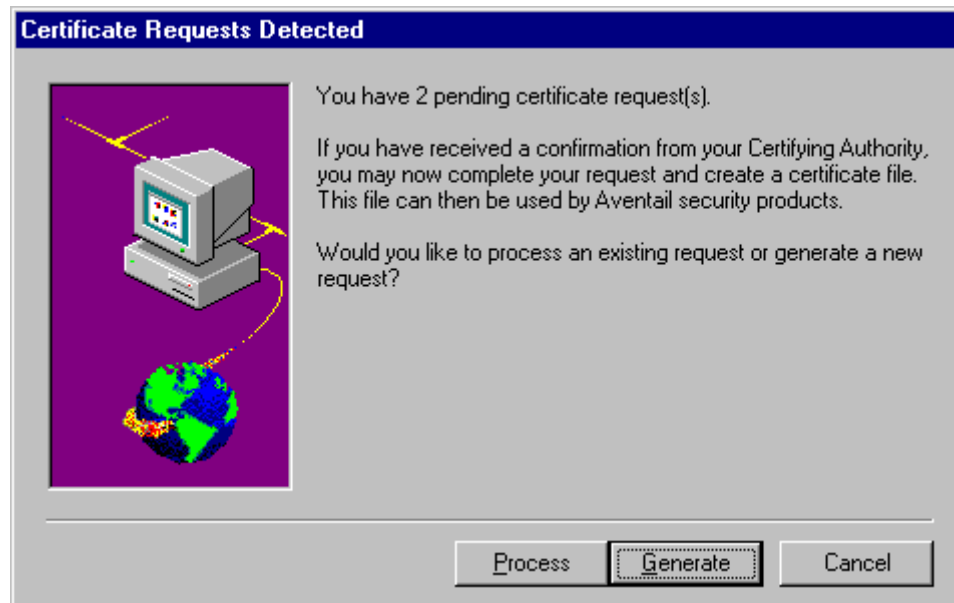 Certificate Requests Detected
You have 2 pending certificate request(s).
If you have received a confirmation from your Certifying Authority,
you may now complete your request and create a certificate file.
This file can then be used by Aventail security products.
Would you like to process an existing request or generate a new
request?
Process Generate Cancel